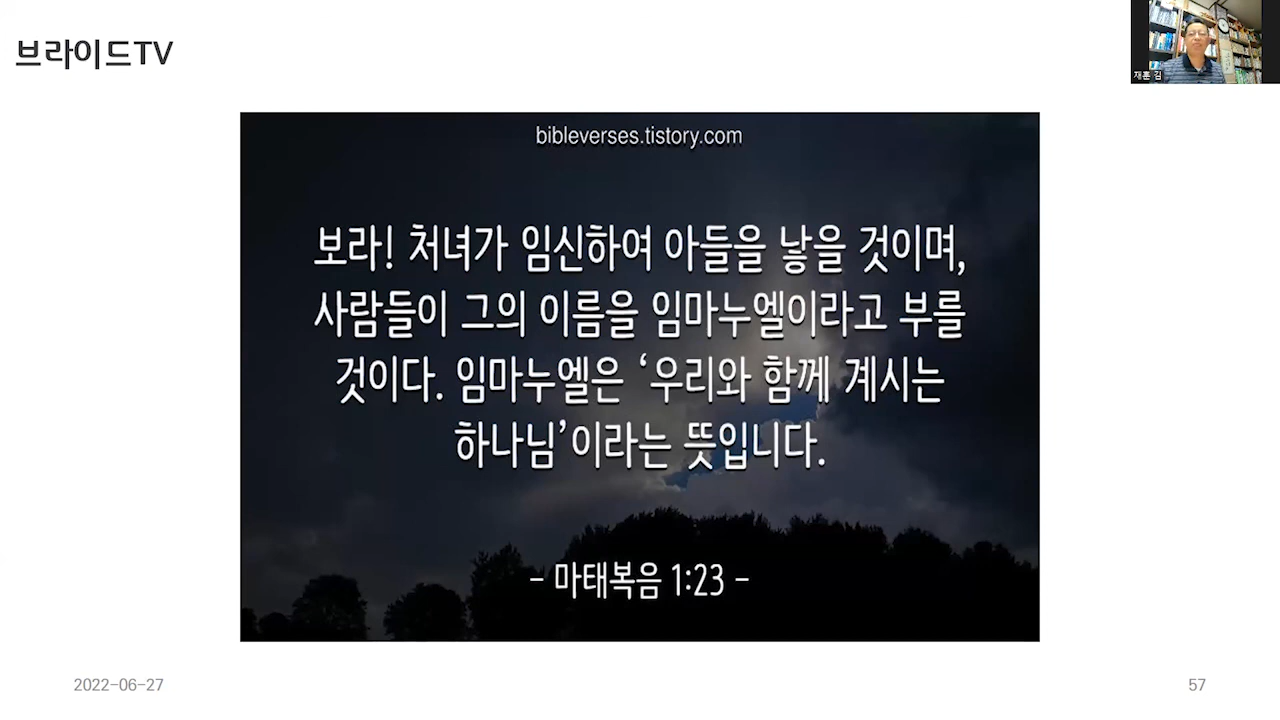 브라이드TV
재훈 김
bibleverses.tistory.com
보라! 처녀가 임신하여 아들을 낳을 것이며,
사람들이 그의 이름을 임마누엘이라고 부를
것이다. 임마누엘은 ‘우리와 함께 계시는
하나님’이라는 뜻입니다.
- 마태복음 1:23 -
2022-06-27
57